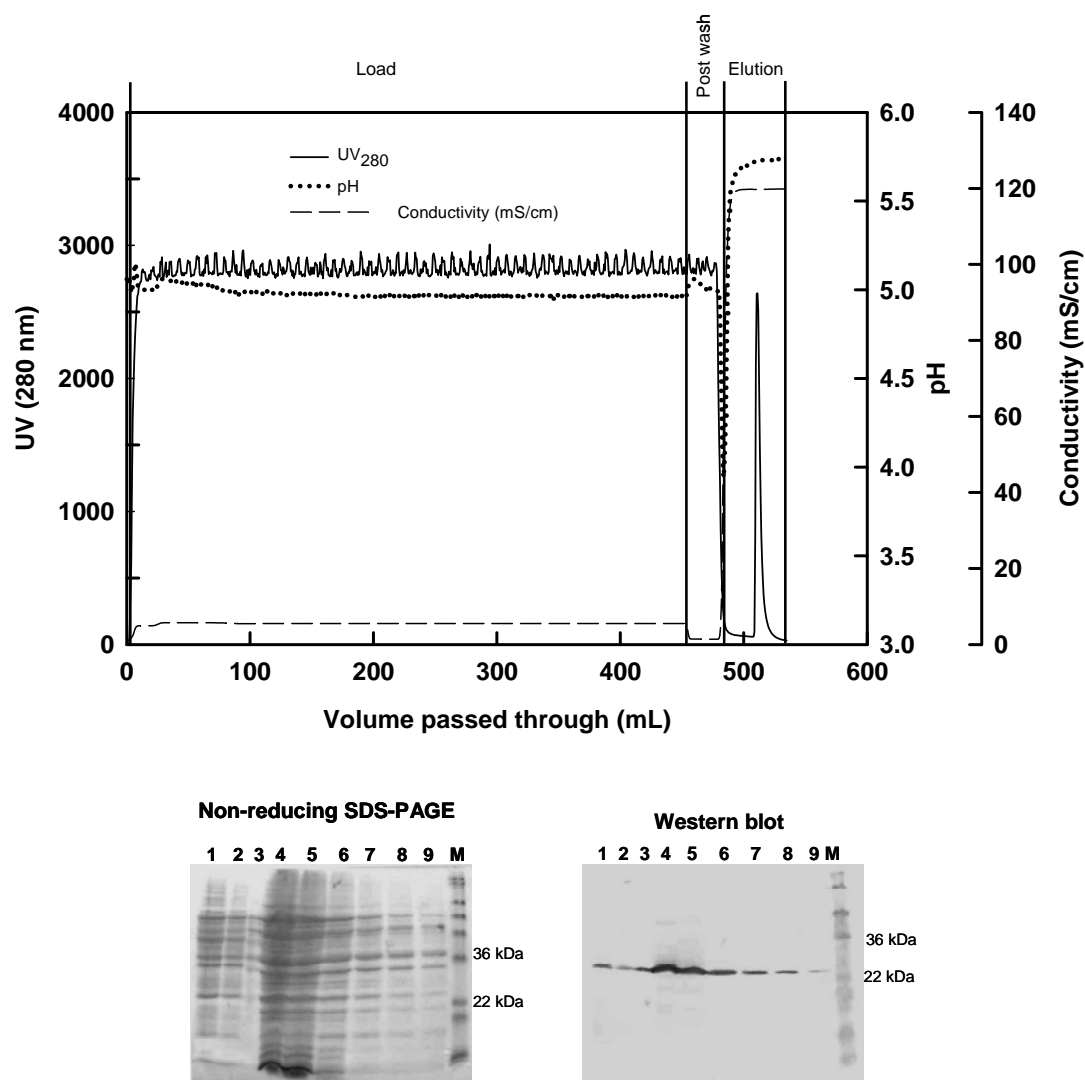 Load
Post wash
Elution
4000
3000
2000
1000
0
UV (280 nm)
UV280
pH
Conductivity (mS/cm)
6.0
5.5
5.0
4.5
4.0
3.5
3.0
pH
140
120
100
80
60
40
20
0
Conductivity (mS/cm)
0 100 200 300 400 500 600
Volume passed through (mL)
Non-reducing SDS-PAGE
1 2 3 4 5 6 7 8 9 M
36 kDa
22 kDa
Western blot
1 2 3 4 5 6 7 8 9 M
36 kDa
22 kDa